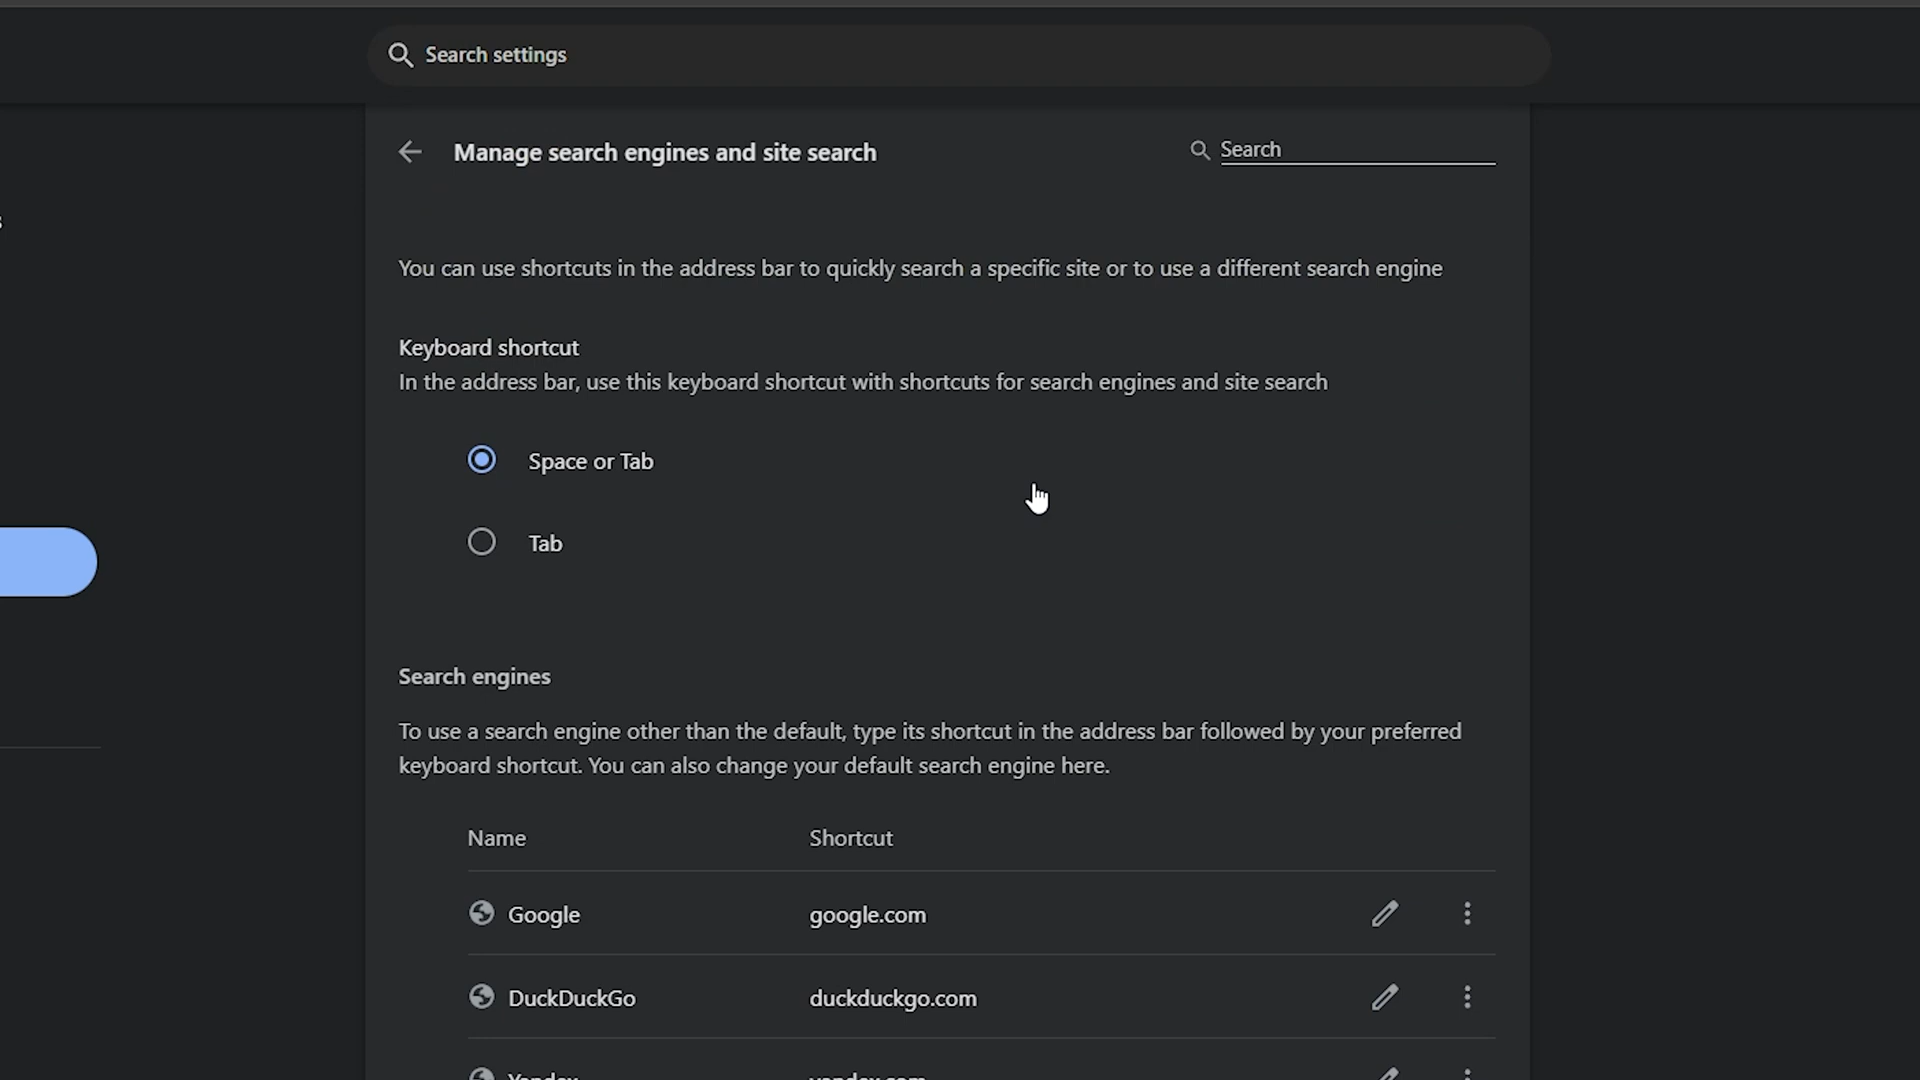 Search settings
Manage search engines and site search
Search
You can use shortcuts in the address bar to quickly search a specific site or to use a different search engine
Keyboard shortcut
In the address bar, use this keyboard shortcut with shortcuts for search engines and site search
Space or Tab
Tab
Search engines
To use a search engine other than the default, type its shortcut in the address bar followed by your preferred
keyboard shortcut. You can also change your default search engine here.
Name Shortcut
Google google.com
DuckDuckGo duckduckgo.com